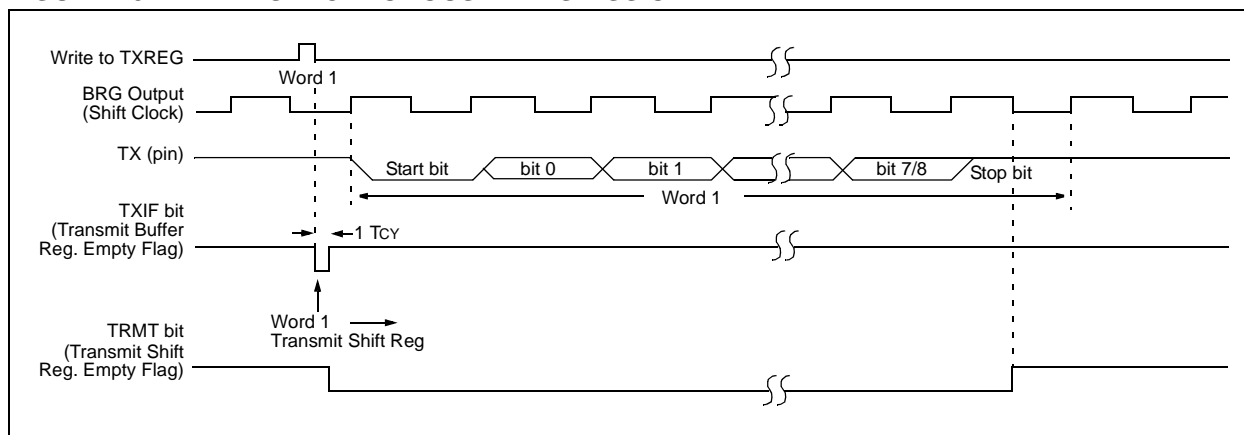 Write to TXREG
Word 1
BRG Output
(Shift Clock)
TX (pin)
Start bit
bit 0
bit 1
bit 7/8
Stop bit
Word 1
TXIF bit
(Transmit Buffer
Reg. Empty Flag)
1 TCY
Word 1
Transmit Shift Reg
TRMT bit
(Transmit Shift
Reg. Empty Flag)